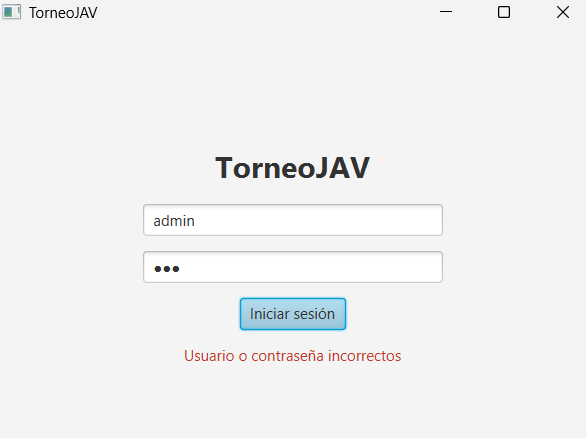 TorneoJAV
TorneoJAV
admin
●●●
Iniciar sesión
Usuario o contraseña incorrectos